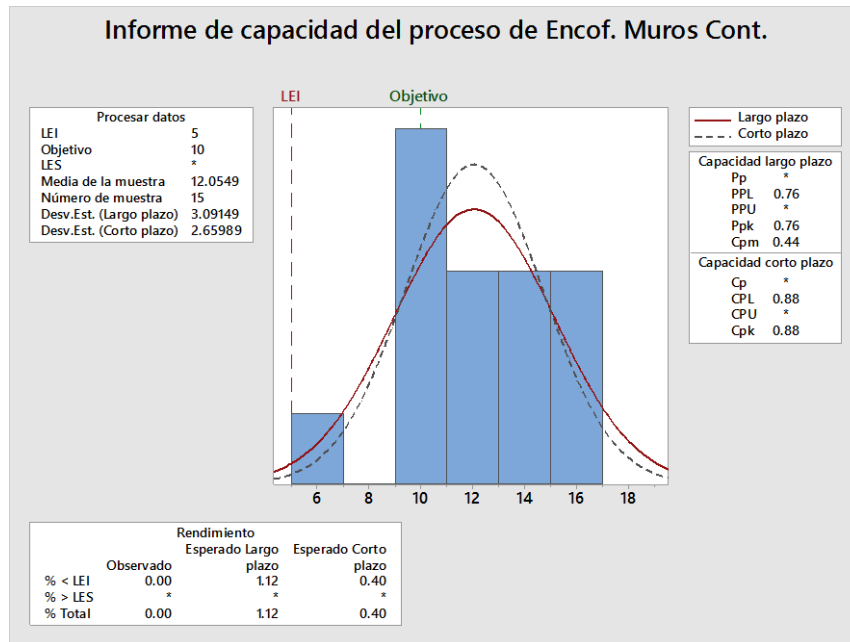 Informe de capacidad del proceso de Encof. Muros Cont.
LEI Objetivo
Procesar datos
LEI 5
Objetivo 10
LES *
Media de la muestra 12.0549
Número de muestra 15
Desv.Est. (Largo plazo) 3.09149
Desv.Est. (Corto plazo) 2.65989
Largo plazo
Corto plazo
Capacidad largo plazo
Pp *
PPL 0.76
PPU *
Ppk 0.76
Cpm 0.44
Capacidad corto plazo
Cp *
CPL 0.88
CPU *
Cpk 0.88
6 8 10 12 14 16 18
Rendimiento
Esperado Largo Esperado Corto
Observado plazo plazo
% < LEI 0.00 1.12 0.40
% > LES * * *
% Total 0.00 1.12 0.40